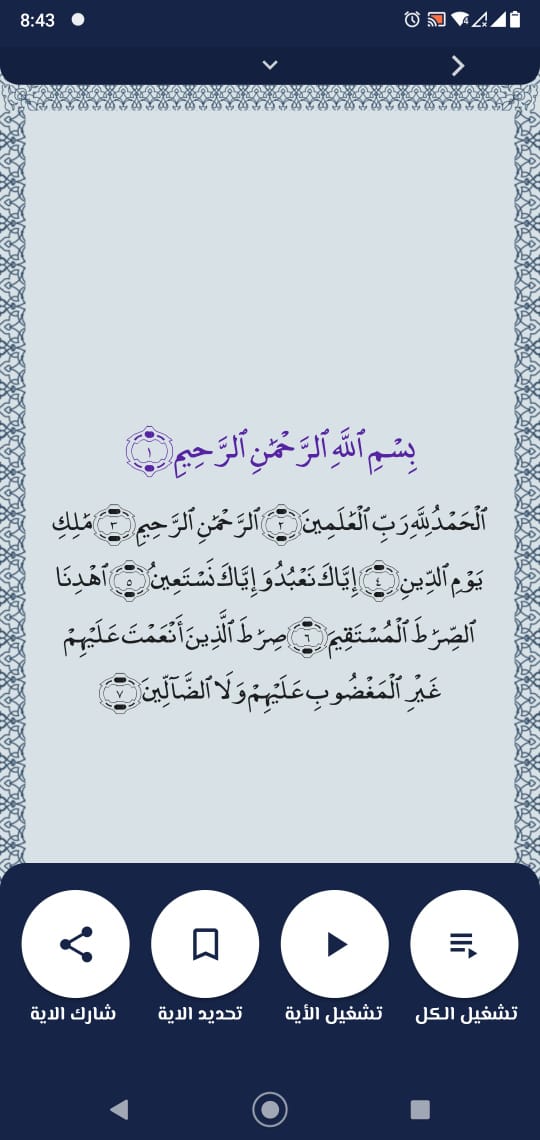 8:43
بِسْمِ ٱللَّهِ ٱلرَّحْمَٰنِ ٱلرَّحِيمِ ١
ٱلْحَمْدُ لِلَّهِ رَبِّ ٱلْعَٰلَمِينَ ٢ ٱلرَّحْمَٰنِ ٱلرَّحِيمِ ٣ مَٰلِكِ
يَوْمِ ٱلدِّينِ ٤ إِيَّاكَ نَعْبُدُ وَإِيَّاكَ نَسْتَعِينُ ٥ ٱهْدِنَا
ٱلصِّرَٰطَ ٱلْمُسْتَقِيمَ ٦ صِرَٰطَ ٱلَّذِينَ أَنْعَمْتَ عَلَيْهِمْ
غَيْرِ ٱلْمَغْضُوبِ عَلَيْهِمْ وَلَا ٱلضَّآلِّينَ ٧
تشغيل الكل
تشغيل الأية
تحديد الاية
شارك الاية